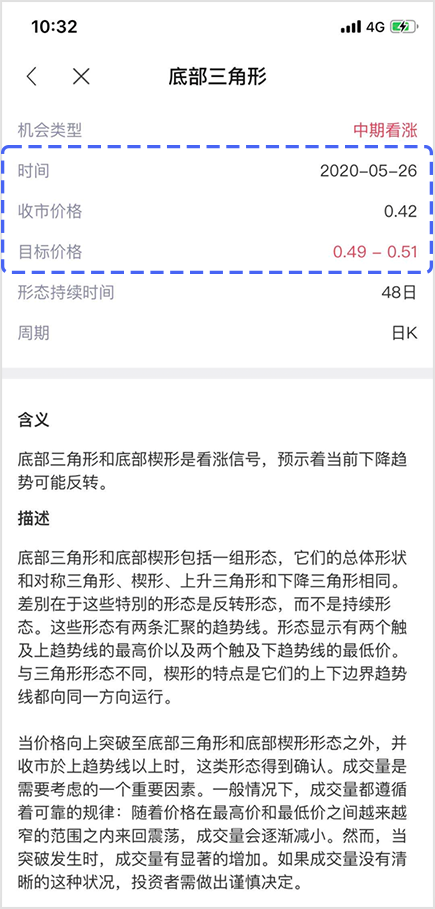 10:32 4G
底部三角形
机会类型 中期看涨
时间 2020-05-26
收市价格 0.42
目标价格 0.49 - 0.51
形态持续时间 48日
周期 日K
含义
底部三角形和底部楔形是看涨信号，预示着当前下降趋
势可能反转。
描述
底部三角形和底部楔形包括一组形态，它们的总体形状
和对称三角形、楔形、上升三角形和下降三角形相同。
差别在于这些特别的形态是反转形态，而不是持续形
态。这些形态有两条汇聚的趋势线。形态显示有两个触
及上趋势线的最高价以及两个触及下趋势线的最低价。
与三角形形态不同，楔形的特点是它们的上下边界趋势
线都向同一方向运行。
当价格向上突破至底部三角形和底部楔形形态之外，并
收市於上趋势线以上时，这类形态得到确认。成交量是
需要考虑的一个重要因素。一般情况下，成交量都遵循
着可靠的规律：随着价格在最高价和最低价之间越来越
窄的范围之内来回震荡，成交量会逐渐减小。然而，当
突破发生时，成交量有显著的增加。如果成交量没有清
晰的这种状况，投资者需做出谨慎决定。